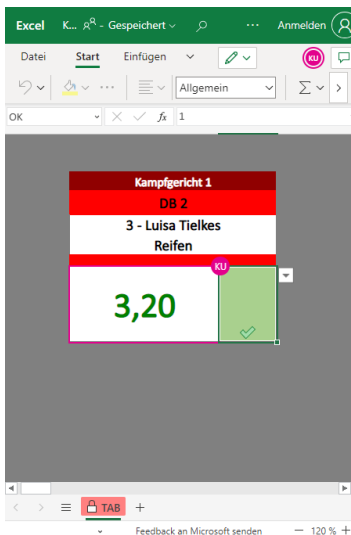 Excel K... - Gespeichert ... Anmelden
Datei Start Einfügen KU
... Allgemein
OK fx 1
Kampfgericht 1
DB 2
3 - Luisa Tielkes
Reifen
KU
3,20
TAB
Feedback an Microsoft senden 120 %